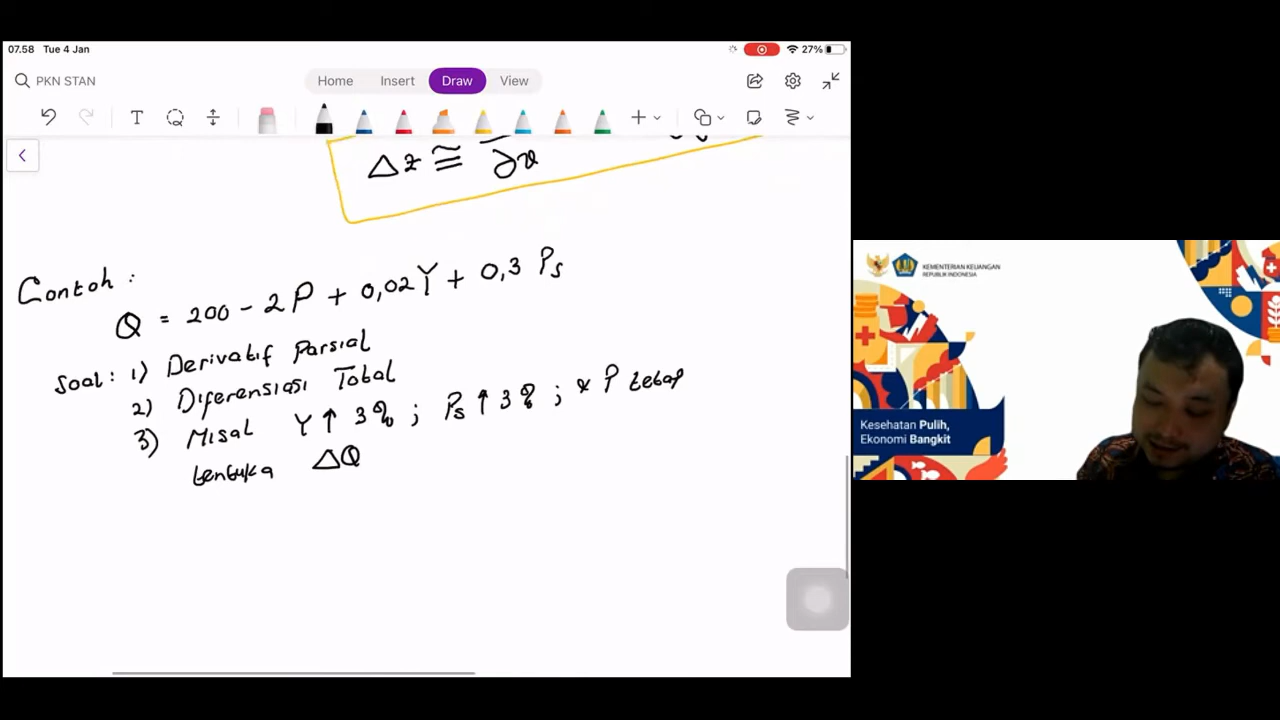 07.58 Tue 4 Jan
27%
PKN STAN
Home Insert Draw View
T
Δz ≅ ∂v
Contoh :
Q = 200 - 2P + 0,02Y + 0,3 Ps
Soal : 1) Derivatif Parsial
2) Diferensiasi Total
3) Misal Y ↑ 3% ; Ps ↑ 3% ; & P tetap
tentuka ΔQ
KEMENTERIAN KEUANGAN
REPUBLIK INDONESIA
Kesehatan Pulih,
Ekonomi Bangkit